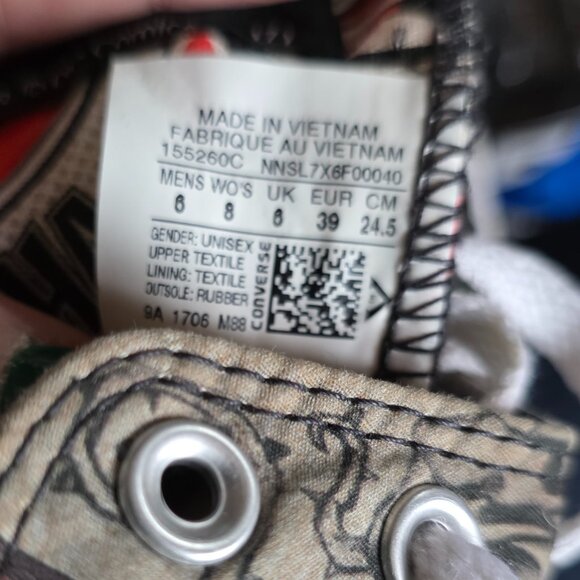 MADE IN VIETNAM
FABRIQUE AU VIETNAM
155260C NNSL7X6F00040
MENS WO'S UK EUR CM
6 8 6 39 24.5
GENDER: UNISEX
UPPER TEXTILE
LINING: TEXTILE
OUTSOLE: RUBBER
9A 1706 M88
CONVERSE